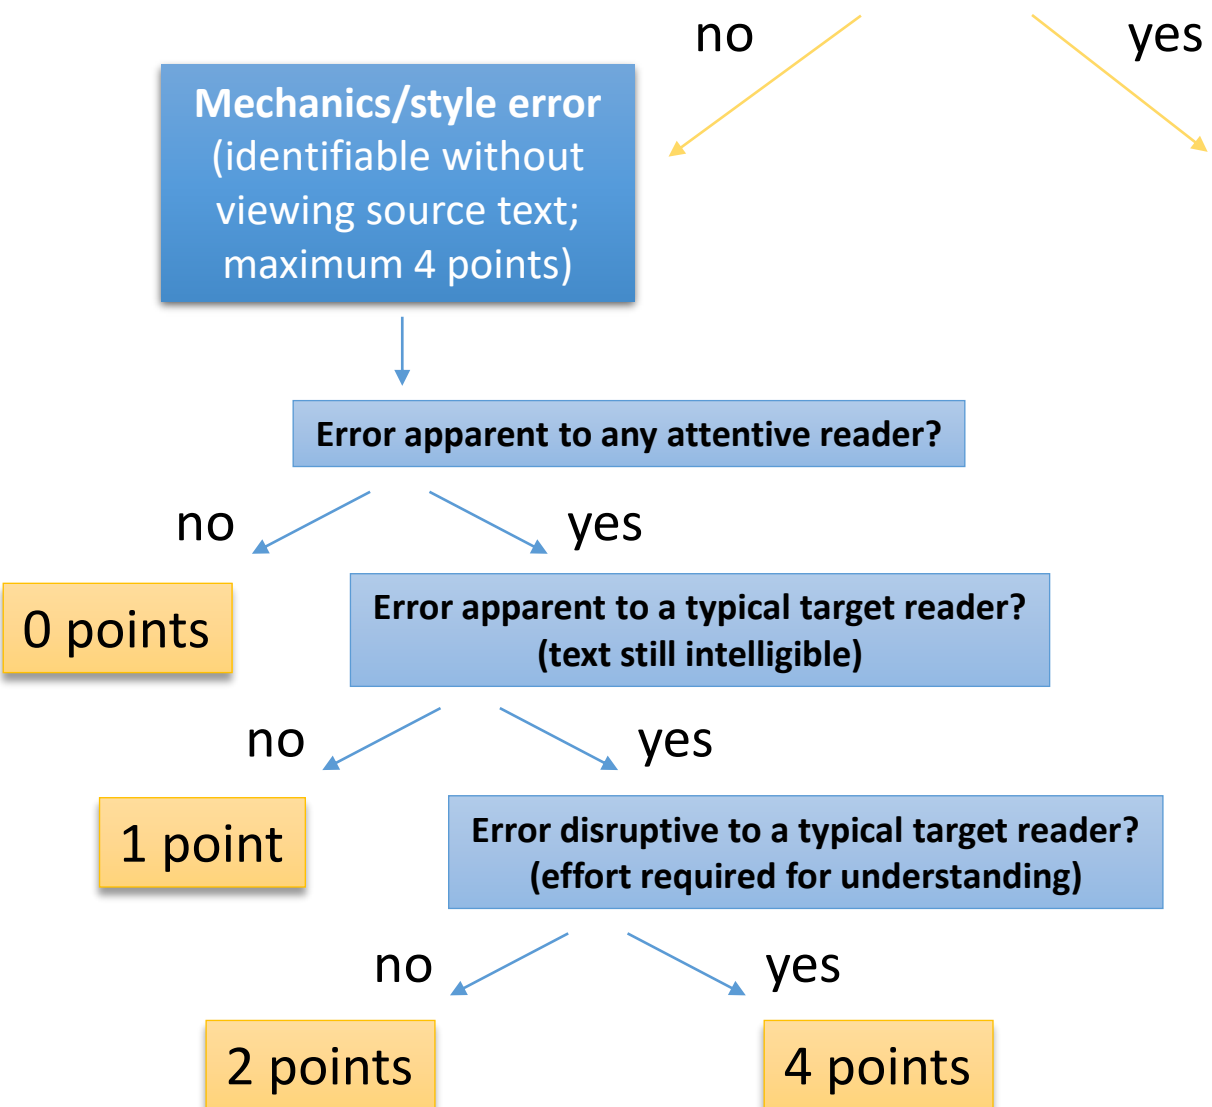 no
yes
Mechanics/style error
(identifiable without
viewing source text;
maximum 4 points)
Error apparent to any attentive reader?
no
yes
0 points
Error apparent to a typical target reader?
(text still intelligible)
no
yes
1 point
Error disruptive to a typical target reader?
(effort required for understanding)
no
yes
2 points
4 points